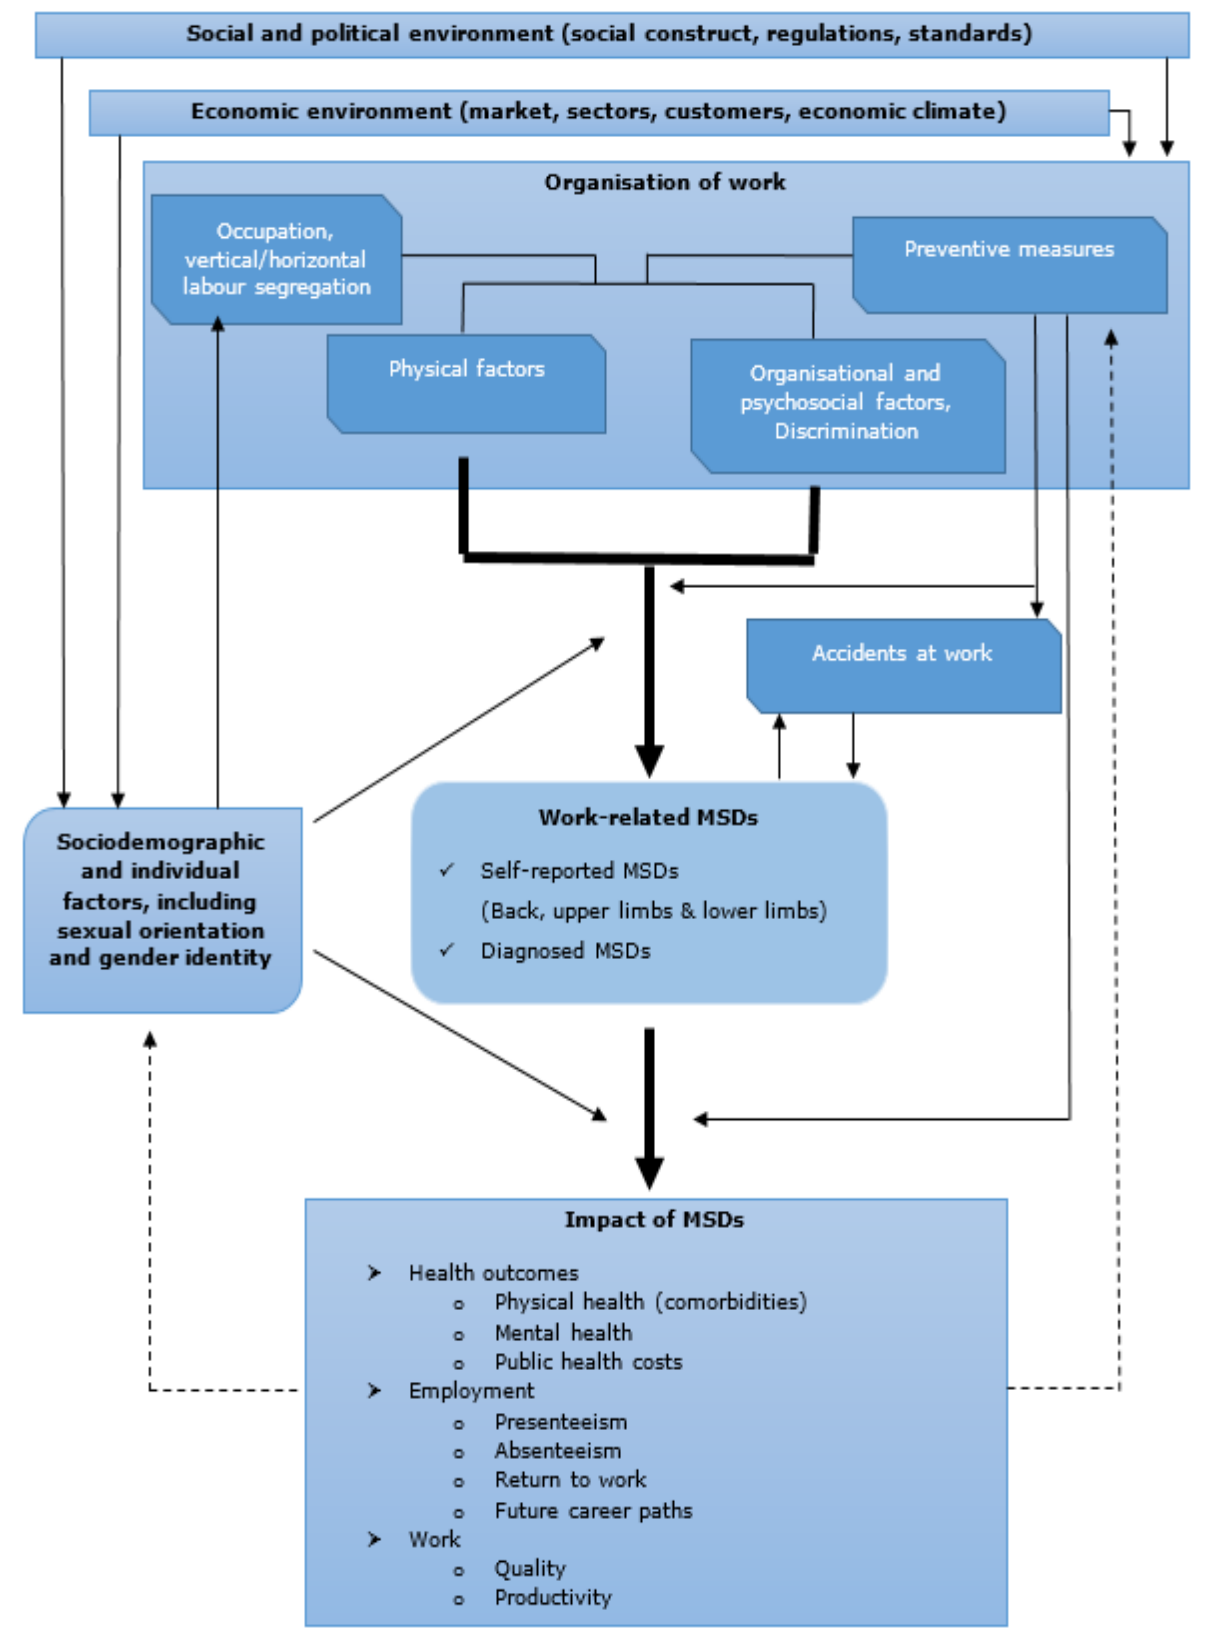 Social and political environment (social construct, regulations, standards)
Economic environment (market, sectors, customers, economic climate)
Organisation of work
Occupation,
vertical/horizontal
labour segregation
Preventive measures
Physical factors
Organisational and
psychosocial factors,
Discrimination
Accidents at work
Sociodemographic
and individual
factors, including
sexual orientation
and gender identity
Work-related MSDs
✓ Self-reported MSDs
(Back, upper limbs & lower limbs)
✓ Diagnosed MSDs
Impact of MSDs
➢ Health outcomes
o Physical health (comorbidities)
o Mental health
o Public health costs
➢ Employment
o Presenteeism
o Absenteeism
o Return to work
o Future career paths
➢ Work
o Quality
o Productivity